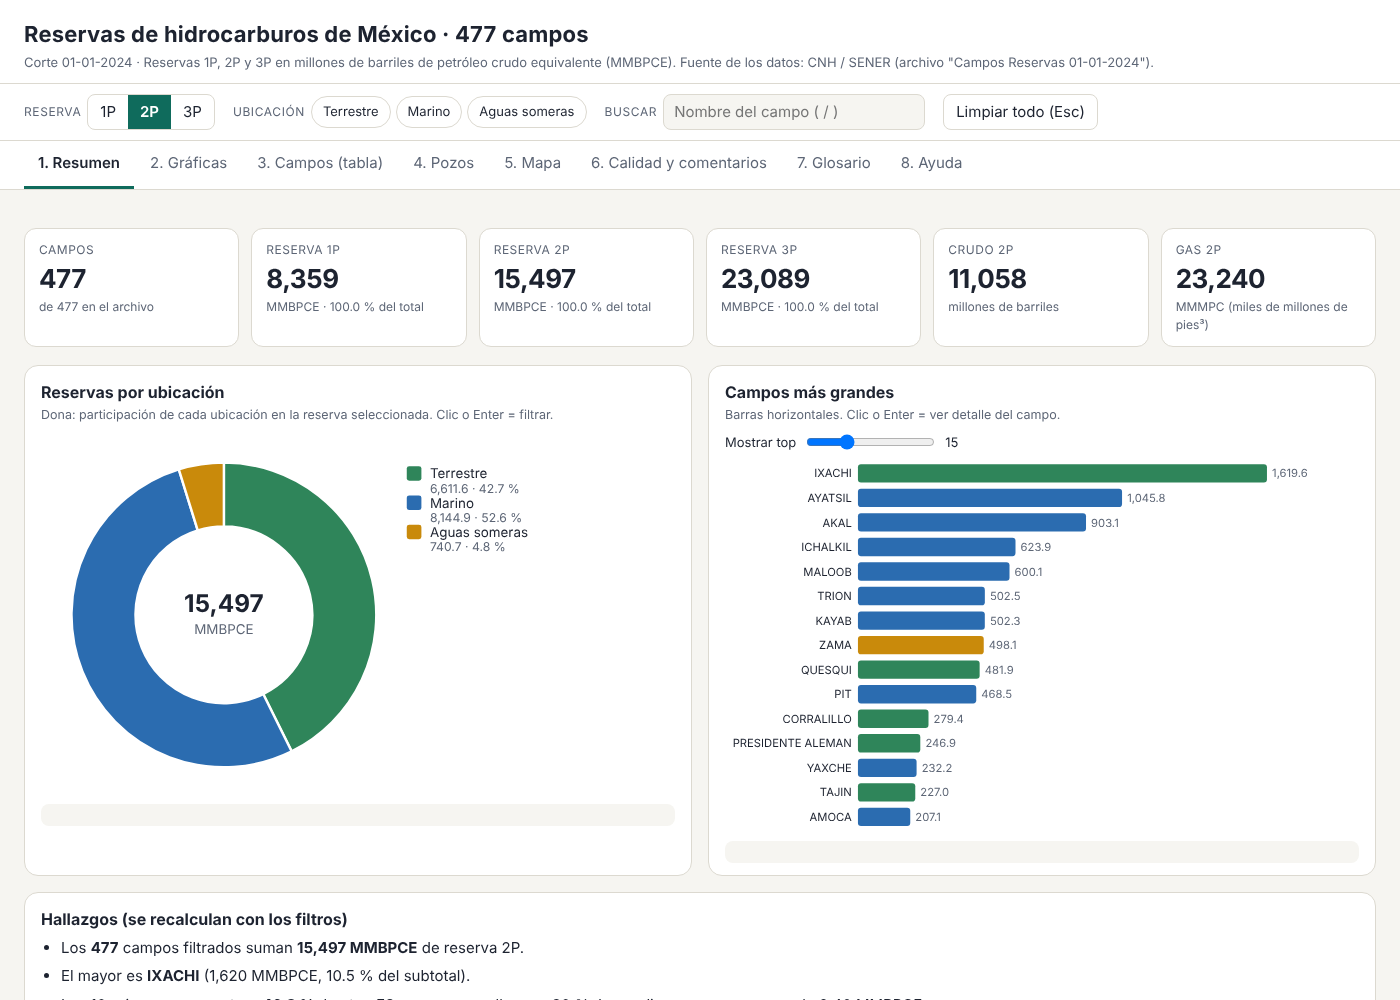 Reservas de hidrocarburos de México · 477 campos
Corte 01-01-2024 · Reservas 1P, 2P y 3P en millones de barriles de petróleo crudo equivalente (MMBPCE). Fuente de los datos: CNH / SENER (archivo "Campos Reservas 01-01-2024").
RESERVA 1P 2P 3P UBICACIÓN Terrestre Marino Aguas someras BUSCAR Nombre del campo ( / ) Limpiar todo (Esc)
1. Resumen 2. Gráficas 3. Campos (tabla) 4. Pozos 5. Mapa 6. Calidad y comentarios 7. Glosario 8. Ayuda
CAMPOS
477
de 477 en el archivo
RESERVA 1P
8,359
MMBPCE · 100.0 % del total
RESERVA 2P
15,497
MMBPCE · 100.0 % del total
RESERVA 3P
23,089
MMBPCE · 100.0 % del total
CRUDO 2P
11,058
millones de barriles
GAS 2P
23,240
MMMPC (miles de millones de
pies³)
Reservas por ubicación
Dona: participación de cada ubicación en la reserva seleccionada. Clic o Enter = filtrar.
Terrestre
6,611.6 · 42.7 %
Marino
8,144.9 · 52.6 %
Aguas someras
740.7 · 4.8 %
15,497
MMBPCE
Campos más grandes
Barras horizontales. Clic o Enter = ver detalle del campo.
Mostrar top 15
IXACHI 1,619.6
AYATSIL 1,045.8
AKAL 903.1
ICHALKIL 623.9
MALOOB 600.1
TRION 502.5
KAYAB 502.3
ZAMA 498.1
QUESQUI 481.9
PIT 468.5
CORRALILLO 279.4
PRESIDENTE ALEMAN 246.9
YAXCHE 232.2
TAJIN 227.0
AMOCA 207.1
Hallazgos (se recalculan con los filtros)
Los 477 campos filtrados suman 15,497 MMBPCE de reserva 2P.
El mayor es IXACHI (1,620 MMBPCE, 10.5 % del subtotal).